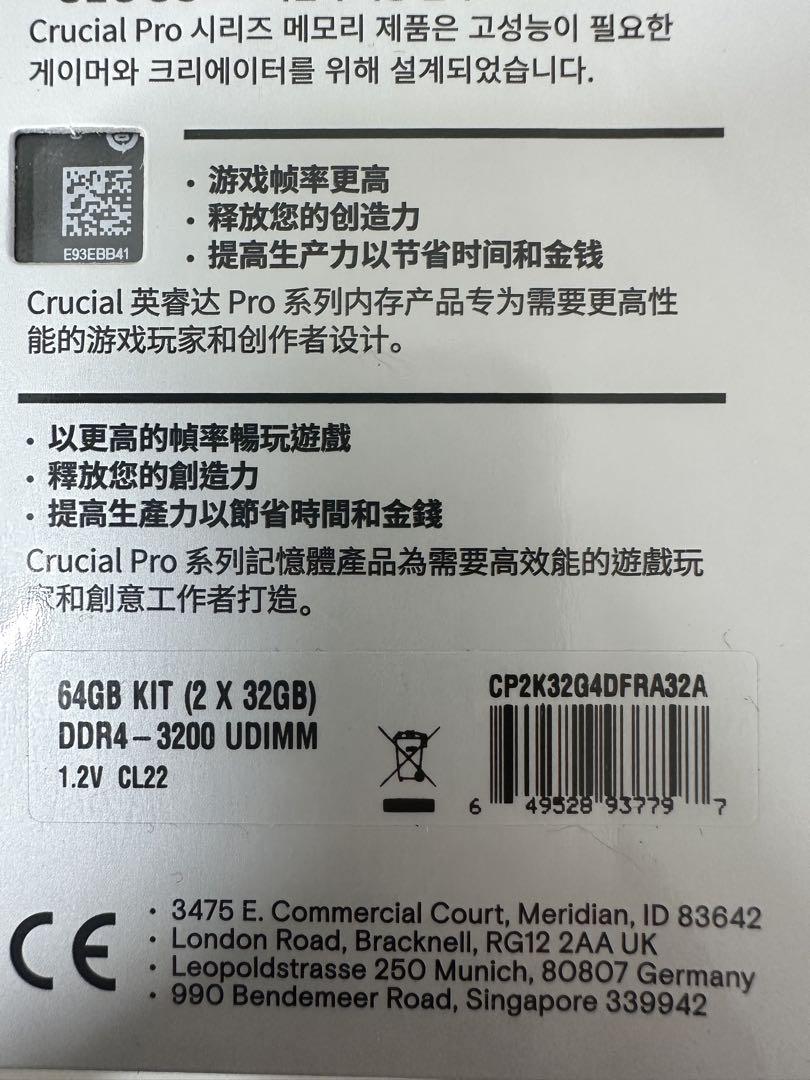 Crucial Pro 시리즈 메모리 제품은 고성능이 필요한
게이머와 크리에이터를 위해 설계되었습니다.
E93EBB41
• 游戏帧率更高
• 释放您的创造力
• 提高生产力以节省时间和金钱
Crucial 英睿达 Pro 系列内存产品专为需要更高性
能的游戏玩家和创作者设计。
• 以更高的幀率暢玩遊戲
• 釋放您的創造力
• 提高生產力以節省時間和金錢
Crucial Pro 系列記憶體產品為需要高效能的遊戲玩
家和創意工作者打造。
64GB KIT (2 X 32GB)
DDR4-3200 UDIMM
1.2V CL22
CP2K32G4DFRA32A
6 49528 93779 7
CE
• 3475 E. Commercial Court, Meridian, ID 83642
• London Road, Bracknell, RG12 2AA UK
• Leopoldstrasse 250 Munich, 80807 Germany
• 990 Bendemeer Road, Singapore 339942